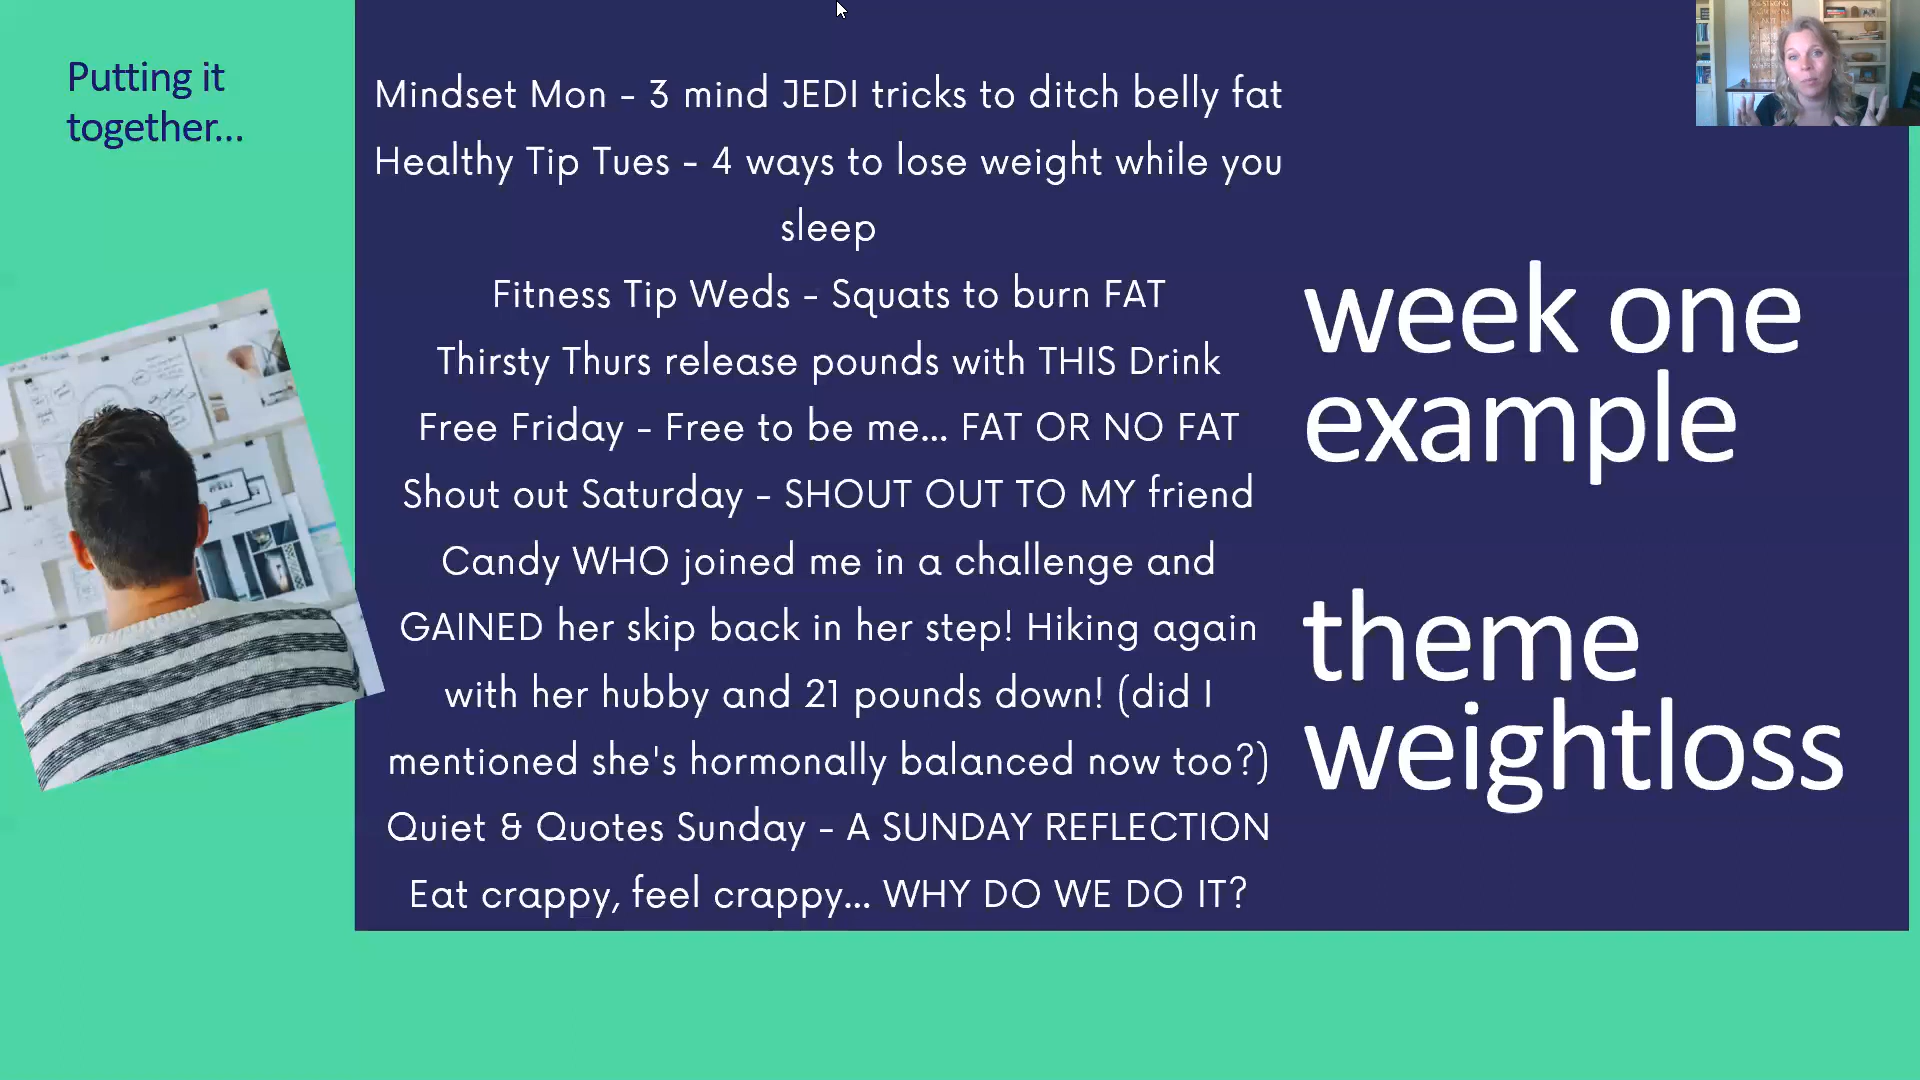 Putting it
together...
Mindset Mon - 3 mind JEDI tricks to ditch belly fat
Healthy Tip Tues - 4 ways to lose weight while you
sleep
Fitness Tip Weds - Squats to burn FAT
Thirsty Thurs release pounds with THIS Drink
Free Friday - Free to be me... FAT OR NO FAT
Shout out Saturday - SHOUT OUT TO MY friend
Candy WHO joined me in a challenge and
GAINED her skip back in her step! Hiking again
with her hubby and 21 pounds down! (did I
mentioned she's hormonally balanced now too?)
Quiet & Quotes Sunday - A SUNDAY REFLECTION
Eat crappy, feel crappy... WHY DO WE DO IT?
week one
example
theme
weightloss